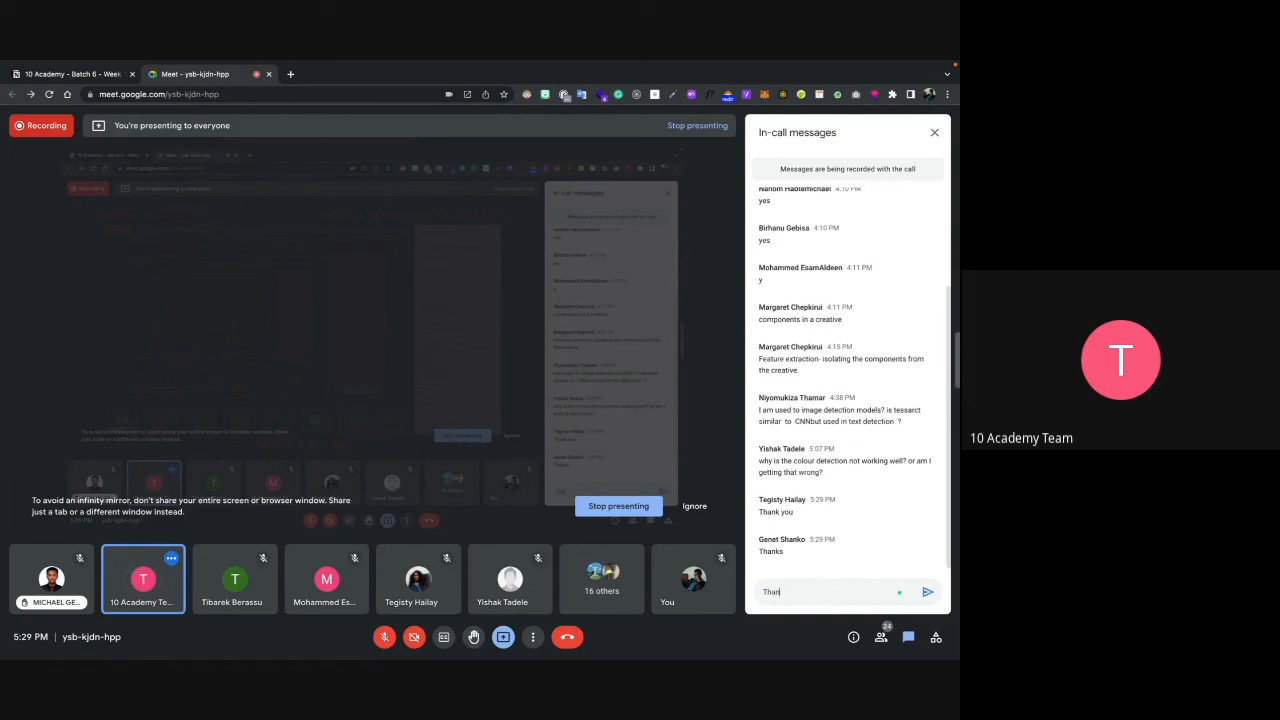 10 Academy - Batch 6 - Week
Meet - ysb-kjdn-hpp
meet.google.com/ysb-kjdn-hpp
redir
Recording
You're presenting to everyone
Stop presenting
In-call messages
Messages are being recorded with the call
Nahom Habtemichael 4:10 PM
yes
Birhanu Gebisa 4:10 PM
yes
Mohammed EsamAldeen 4:11 PM
y
Margaret Chepkirui 4:11 PM
components in a creative
Margaret Chepkirui 4:15 PM
Feature extraction- isolating the components from
the creative.
Niyomukiza Thamar 4:38 PM
I am used to image detection models? is tessarct
similar to CNNbut used in text detection ?
Yishak Tadele 5:07 PM
why is the colour detection not working well? or am I
getting that wrong?
Tegisty Hailay 5:29 PM
Thank you
Genet Shanko 5:29 PM
Thanks
Than
To avoid an infinity mirror, don't share your entire screen or browser window. Share
just a tab or a different window instead.
Stop presenting
Ignore
MICHAEL GE...
T
10 Academy Te...
T
Tibarek Berassu
M
Mohammed Es...
Tegisty Hailay
Yishak Tadele
16 others
You
5:29 PM | ysb-kjdn-hpp
24
T
10 Academy Team